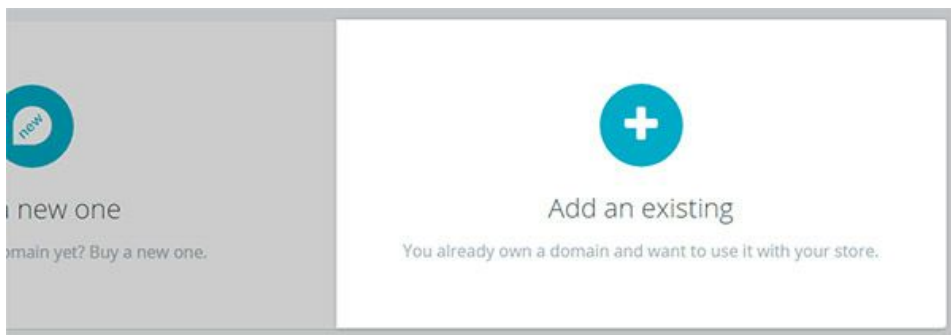 new
new one
domain yet? Buy a new one.
Add an existing
You already own a domain and want to use it with your store.